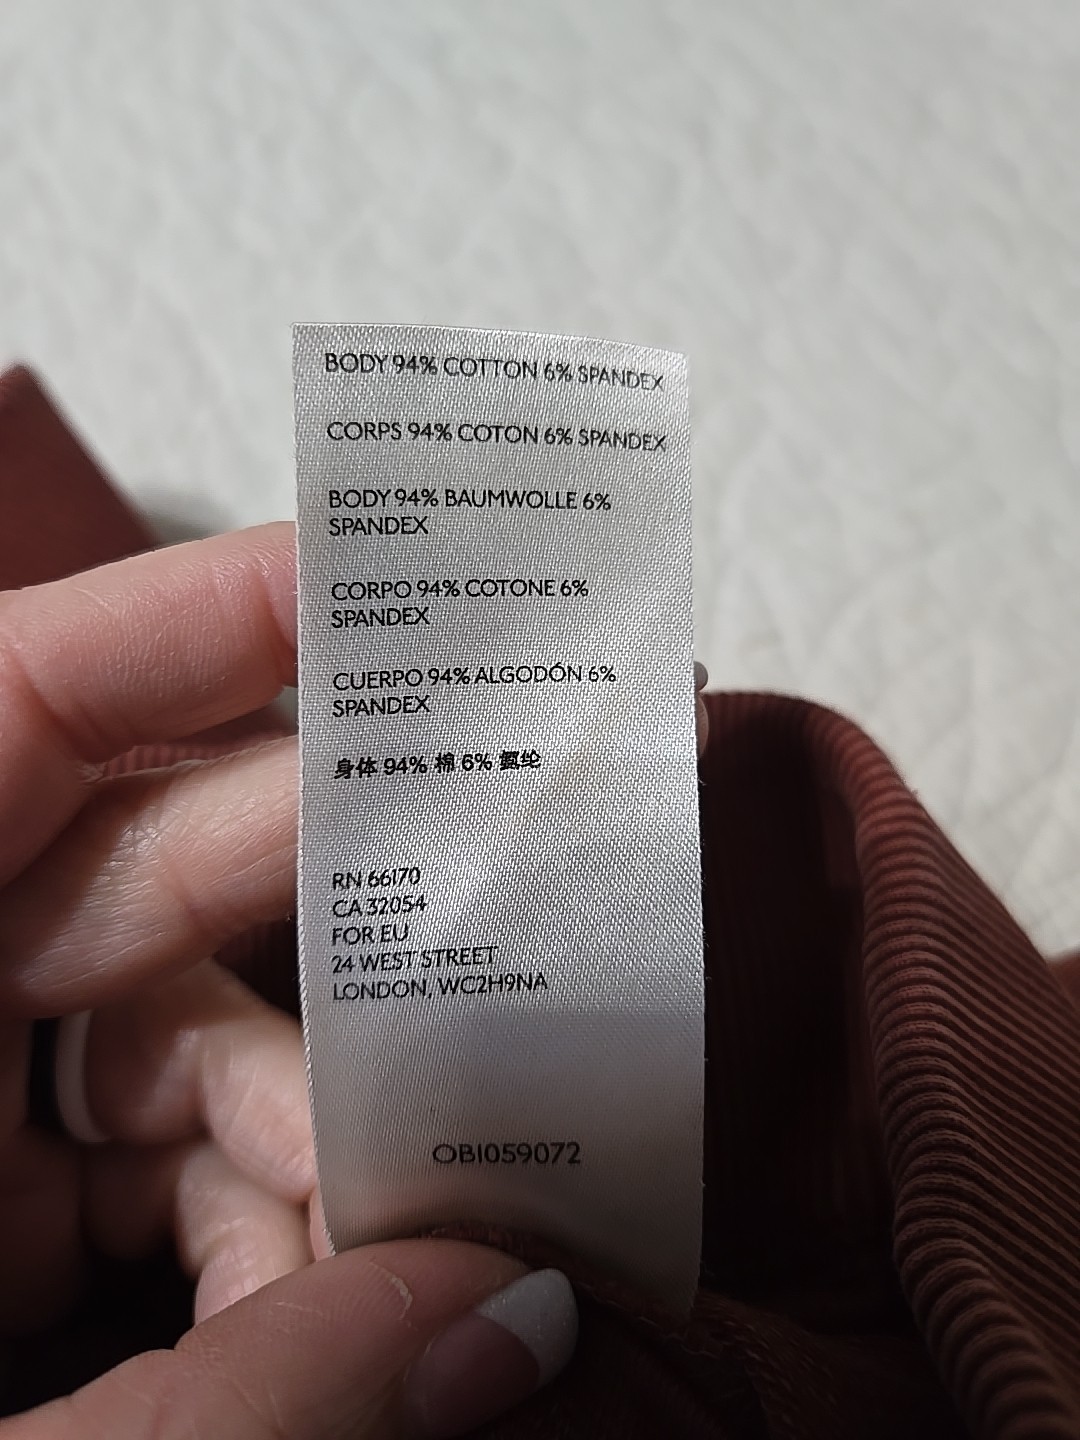 BODY 94% COTTON 6% SPANDEX
CORPS 94% COTON 6% SPANDEX
BODY 94% BAUMWOLLE 6%
SPANDEX
CORPO 94% COTONE 6%
SPANDEX
CUERPO 94% ALGODÓN 6%
SPANDEX
身体 94% 棉 6% 氨纶
RN 66170
CA 32054
FOR EU
24 WEST STREET
LONDON, WC2H9NA
OBI059072